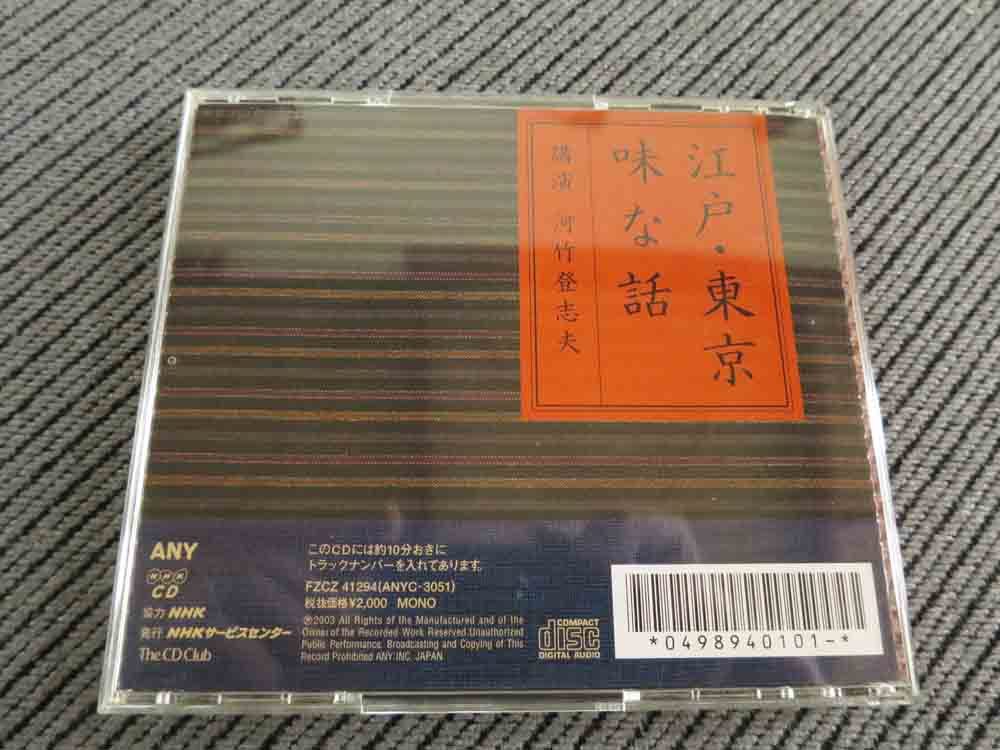 江戸・東京
味な話
講演 河竹登志夫
ANY
NHK
CD
協力 NHK
発行 NHKサービスセンター
The CD Club
このCDには約10分おきに
トラックナンバーを入れてあります。
FZCZ 41294(ANYC-3051)
税抜価格¥2,000 MONO
Ⓟ2003 All Rights of the Manufactured and of the
Owner of the Recorded Work Reserved.Unauthorized
Public Performance, Broadcasting and Copying of This
Record Prohibited ANY.INC. JAPAN.
COMPACT
disc
DIGITAL AUDIO
*0498940101-*